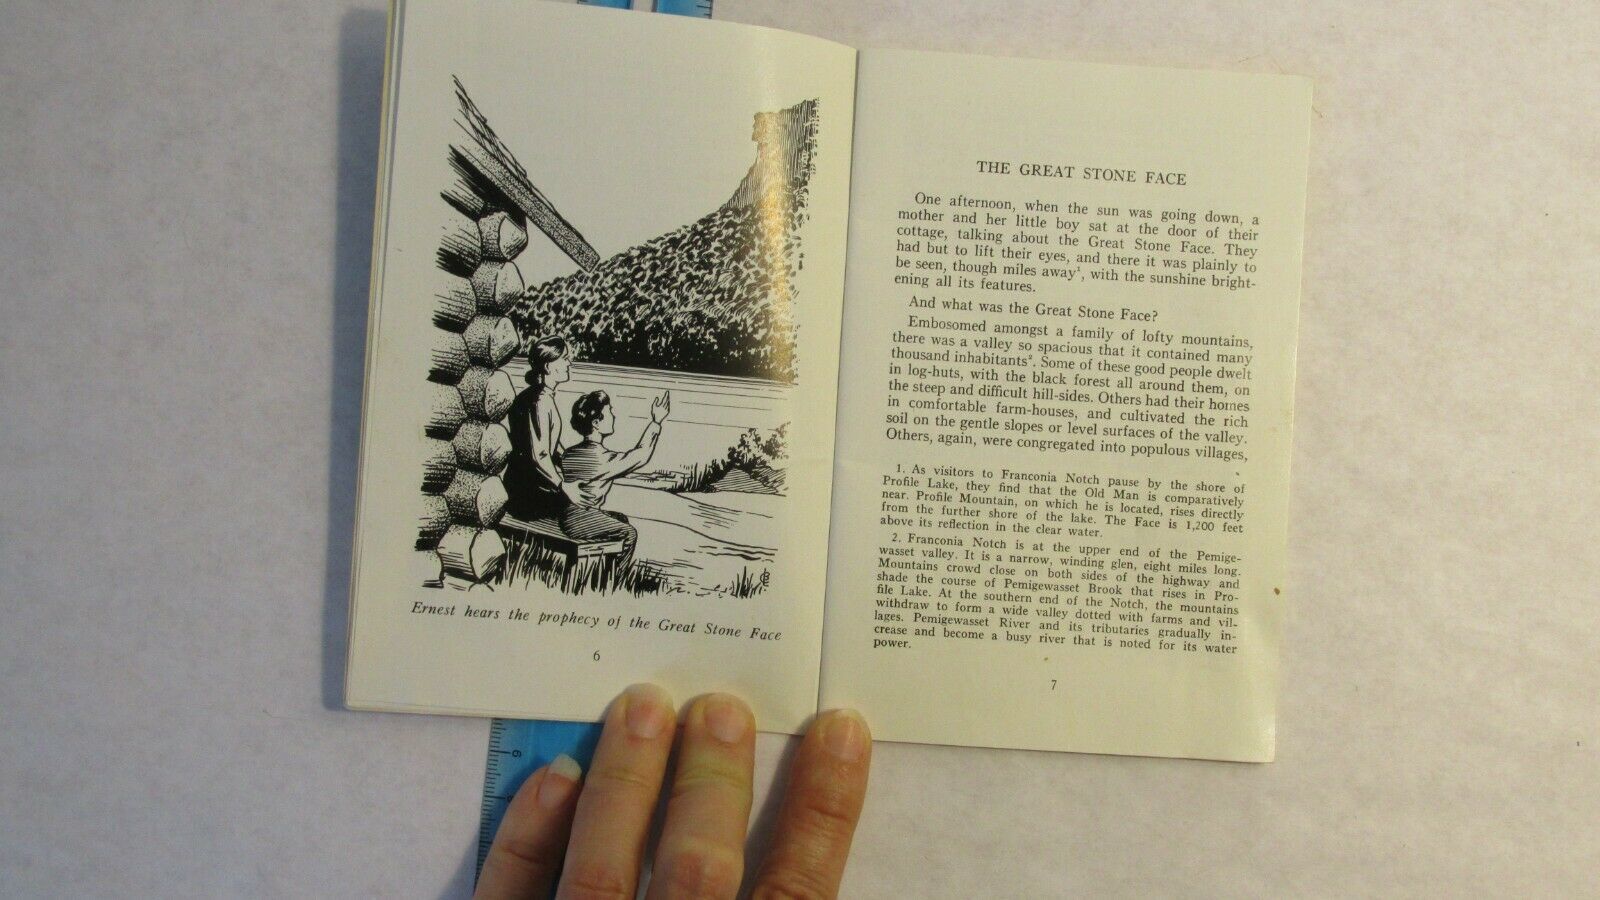 Ernest hears the prophecy of the Great Stone Face
6
THE GREAT STONE FACE
One afternoon, when the sun was going down, a
mother and her little boy sat at the door of their
cottage, talking about the Great Stone Face. They
had but to lift their eyes, and there it was plainly to
be seen, though miles away¹, with the sunshine bright-
ening all its features.
And what was the Great Stone Face?
Embosomed amongst a family of lofty mountains,
there was a valley so spacious that it contained many
thousand inhabitants². Some of these good people dwelt
in log-huts, with the black forest all around them, on
the steep and difficult hill-sides. Others had their homes
in comfortable farm-houses, and cultivated the rich
soil on the gentle slopes or level surfaces of the valley.
Others, again, were congregated into populous villages,
1. As visitors to Franconia Notch pause by the shore of
Profile Lake, they find that the Old Man is comparatively
near. Profile Mountain, on which he is located, rises directly
from the further shore of the lake. The Face is 1,200 feet
above its reflection in the clear water.
2. Franconia Notch is at the upper end of the Pemige-
wasset valley. It is a narrow, winding glen, eight miles long.
Mountains crowd close on both sides of the highway and
shade the course of Pemigewasset Brook that rises in Pro-
file Lake. At the southern end of the Notch, the mountains
withdraw to form a wide valley dotted with farms and vil-
lages. Pemigewasset River and its tributaries gradually in-
crease and become a busy river that is noted for its water
power.
7
6